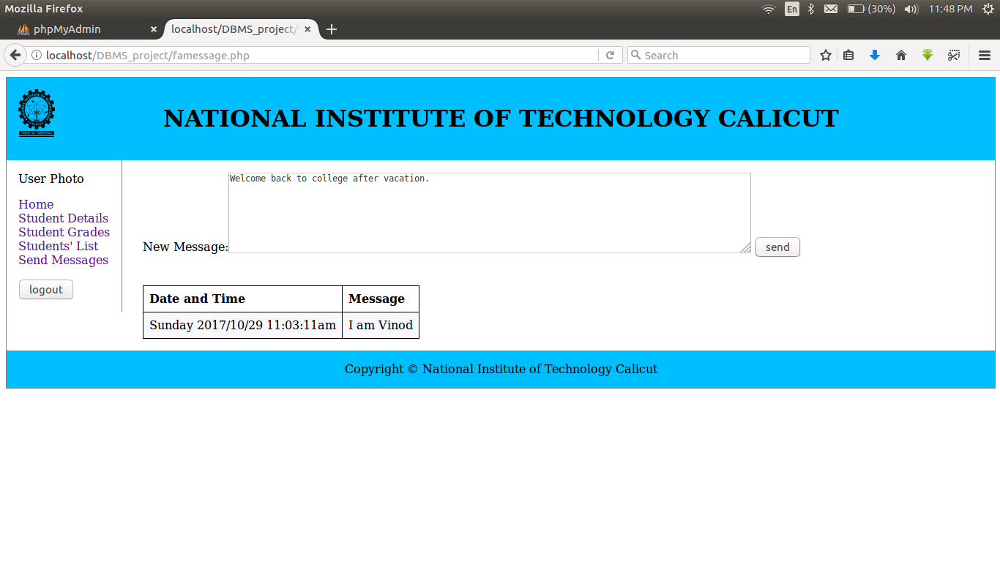 Mozilla Firefox En (30%) 11:48 PM
phpMyAdmin localhost/DBMS_project/
localhost/DBMS_project/famessage.php Search
NATIONAL INSTITUTE OF TECHNOLOGY CALICUT
User Photo
Home
Student Details
Student Grades
Students' List
Send Messages
logout
Welcome back to college after vacation.
New Message: send
Date and Time Message
Sunday 2017/10/29 11:03:11am I am Vinod
Copyright © National Institute of Technology Calicut